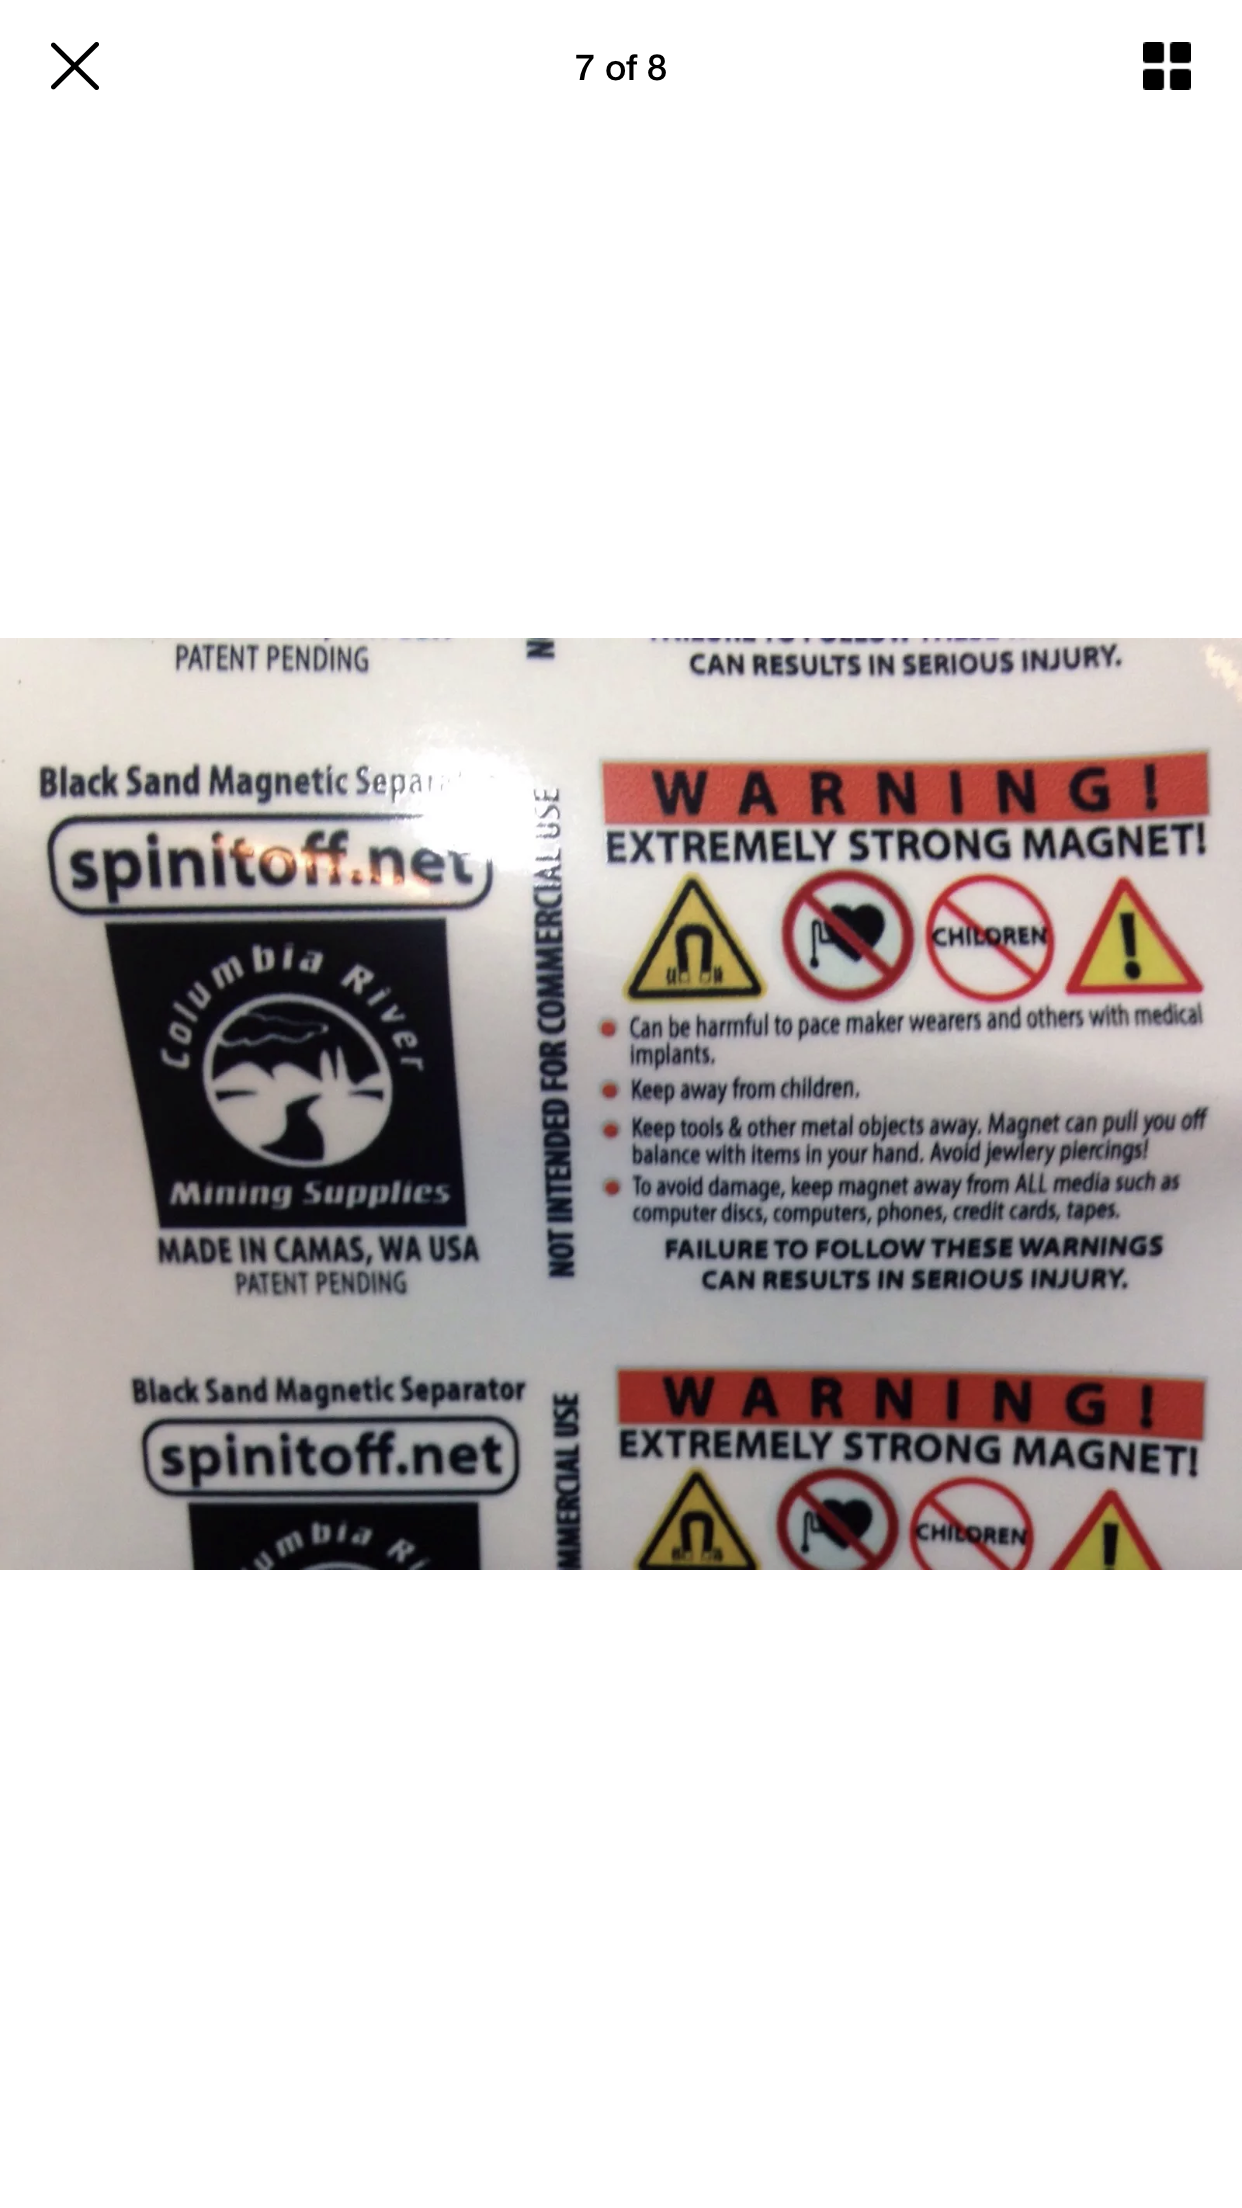 7 of 8
PATENT PENDING
CAN RESULTS IN SERIOUS INJURY.
Black Sand Magnetic
spinitoff.net
Columbia River
Mining Supplies
MADE IN CAMAS, WA USA
PATENT PENDING
NOT INTENDED FOR COMMERCIAL USE
WARNING!
EXTREMELY STRONG MAGNET!
CHILDREN
• Can be harmful to pace maker wearers and others with medical
implants.
• Keep away from children.
• Keep tools & other metal objects away. Magnet can pull you off
balance with items in your hand. Avoid jewlery piercings!
• To avoid damage, keep magnet away from ALL media such as
computer discs, computers, phones, credit cards, tapes.
FAILURE TO FOLLOW THESE WARNINGS
CAN RESULTS IN SERIOUS INJURY.
Black Sand Magnetic Separator
spinitoff.net
USE
WARNING!
EXTREMELY STRONG MAGNET!
CHILDREN